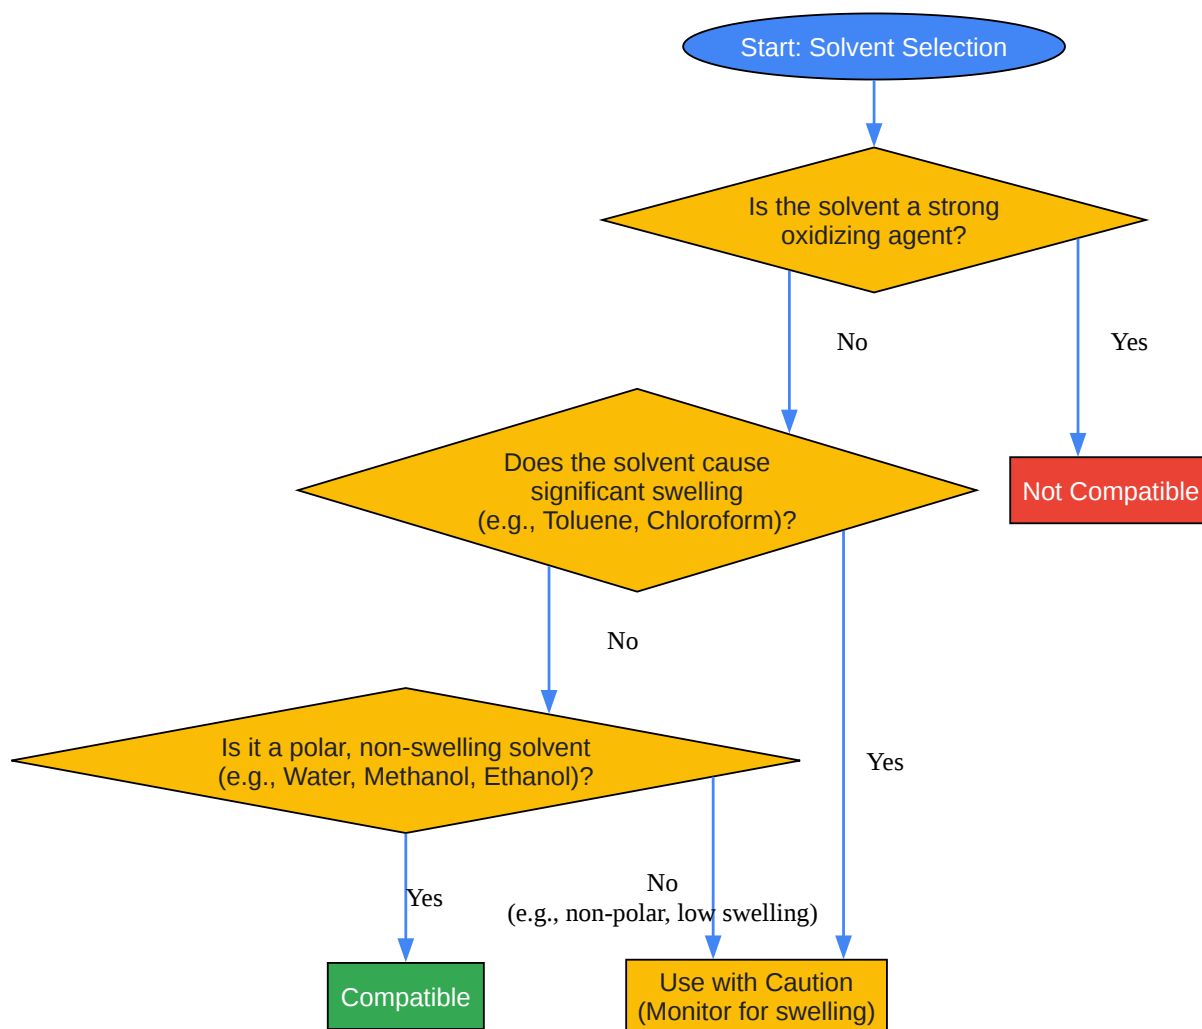 Start: Solvent Selection
Is the solvent a strong
oxidizing agent?
No
Yes
Does the solvent cause
significant swelling
(e.g., Toluene, Chloroform)?
Not Compatible
No
Is it a polar, non-swelling solvent
(e.g., Water, Methanol, Ethanol)?
Yes
Yes
No
(e.g., non-polar, low swelling)
Compatible
Use with Caution
(Monitor for swelling)